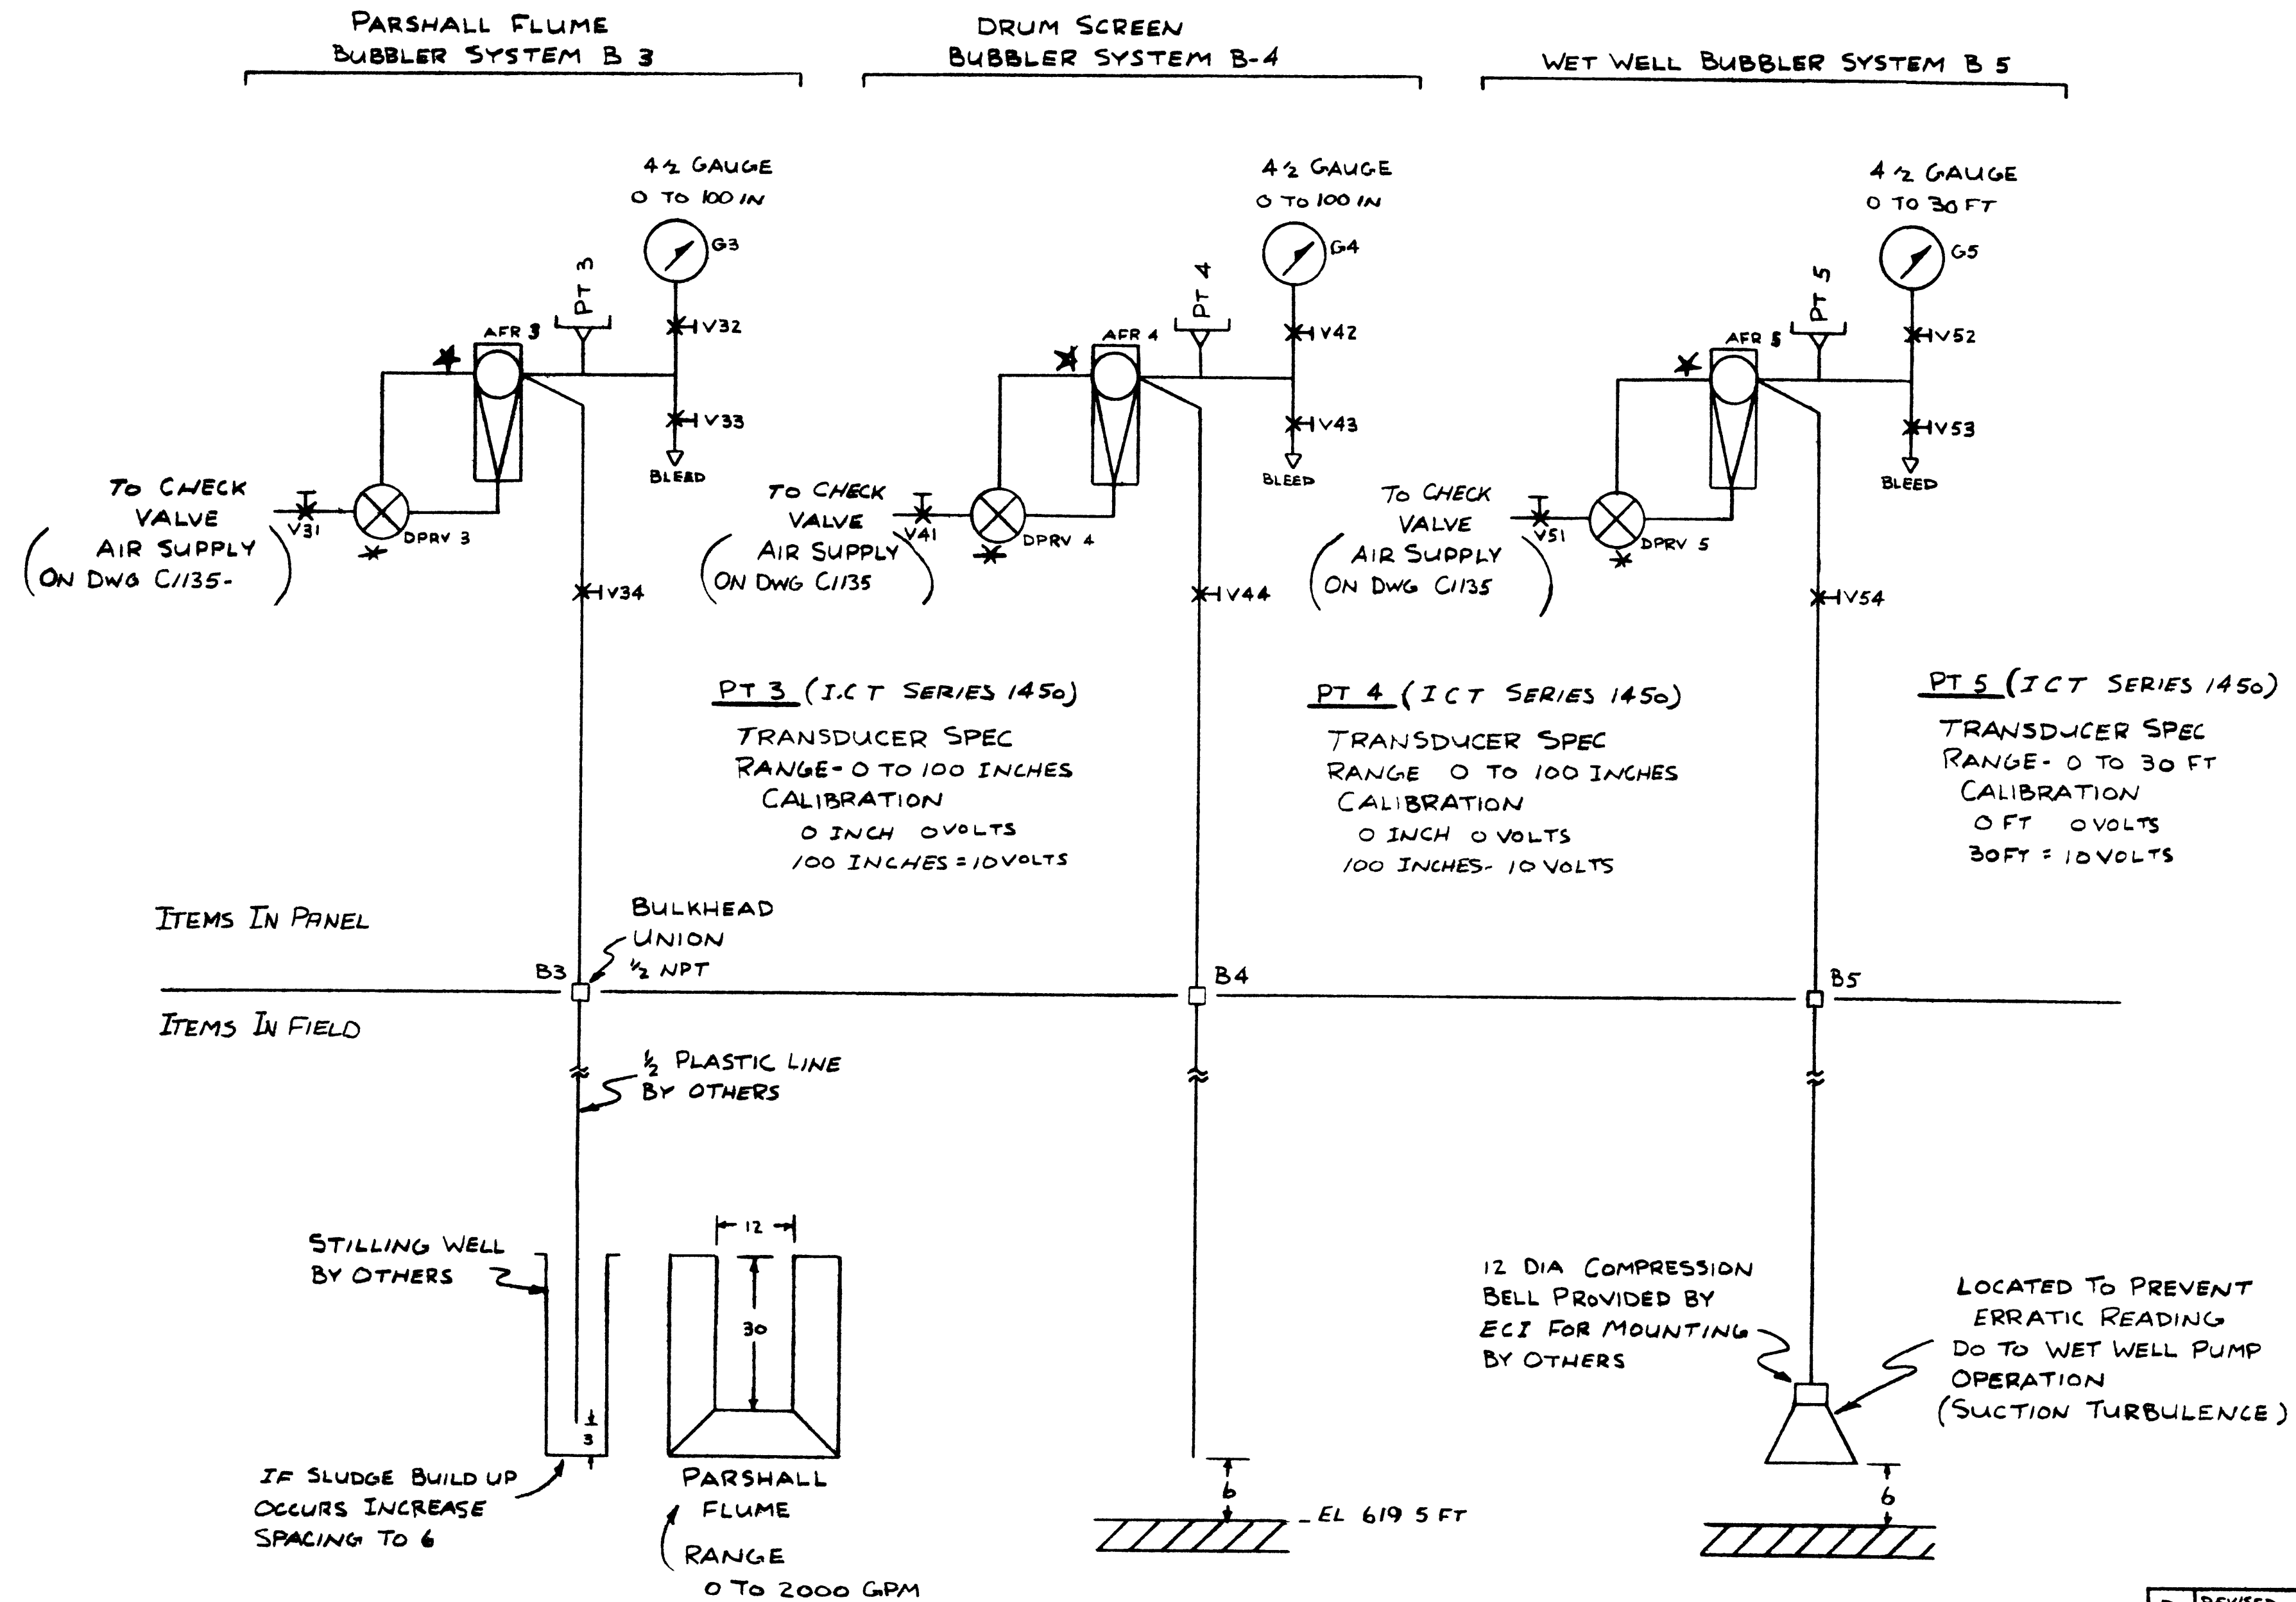 PARSHALL FLUME
BUBBLER SYSTEM B 3
DRUM SCREEN
BUBBLER SYSTEM B-4
WET WELL BUBBLER SYSTEM B 5
4 1/2 GAUGE
0 TO 100 IN
G3
PT 3
AFR 3
V32
V33
BLEED
TO CHECK
VALVE
AIR SUPPLY
(ON DWG C1135-)
V31
DPRV 3
V34
4 1/2 GAUGE
0 TO 100 IN
G4
PT 4
AFR 4
V42
V43
BLEED
TO CHECK
VALVE
AIR SUPPLY
(ON DWG C1135)
V41
DPRV 4
V44
4 1/2 GAUGE
0 TO 30 FT
G5
PT 5
AFR 5
V52
V53
BLEED
TO CHECK
VALVE
AIR SUPPLY
(ON DWG C1135)
V51
DPRV 5
V54
PT 3 (I.C T SERIES 1450)
TRANSDUCER SPEC
RANGE- 0 TO 100 INCHES
CALIBRATION
0 INCH 0 VOLTS
100 INCHES = 10 VOLTS
PT 4 (I C T SERIES 1450)
TRANSDUCER SPEC
RANGE 0 TO 100 INCHES
CALIBRATION
0 INCH 0 VOLTS
100 INCHES- 10 VOLTS
PT 5 (I C T SERIES 1450)
TRANSDUCER SPEC
RANGE- 0 TO 30 FT
CALIBRATION
0 FT 0 VOLTS
30 FT = 10 VOLTS
ITEMS IN PANEL
BULKHEAD
UNION
1/2 NPT
B3
B4
B5
ITEMS IN FIELD
1/2 PLASTIC LINE
BY OTHERS
STILLING WELL
BY OTHERS
12
30
3
IF SLUDGE BUILD UP
OCCURS INCREASE
SPACING TO 6
PARSHALL
FLUME
RANGE
0 TO 2000 GPM
6
EL 619 5 FT
12 DIA COMPRESSION
BELL PROVIDED BY
ECI FOR MOUNTING
BY OTHERS
LOCATED TO PREVENT
ERRATIC READING
DO TO WET WELL PUMP
OPERATION
(SUCTION TURBULENCE)
6
REVISED